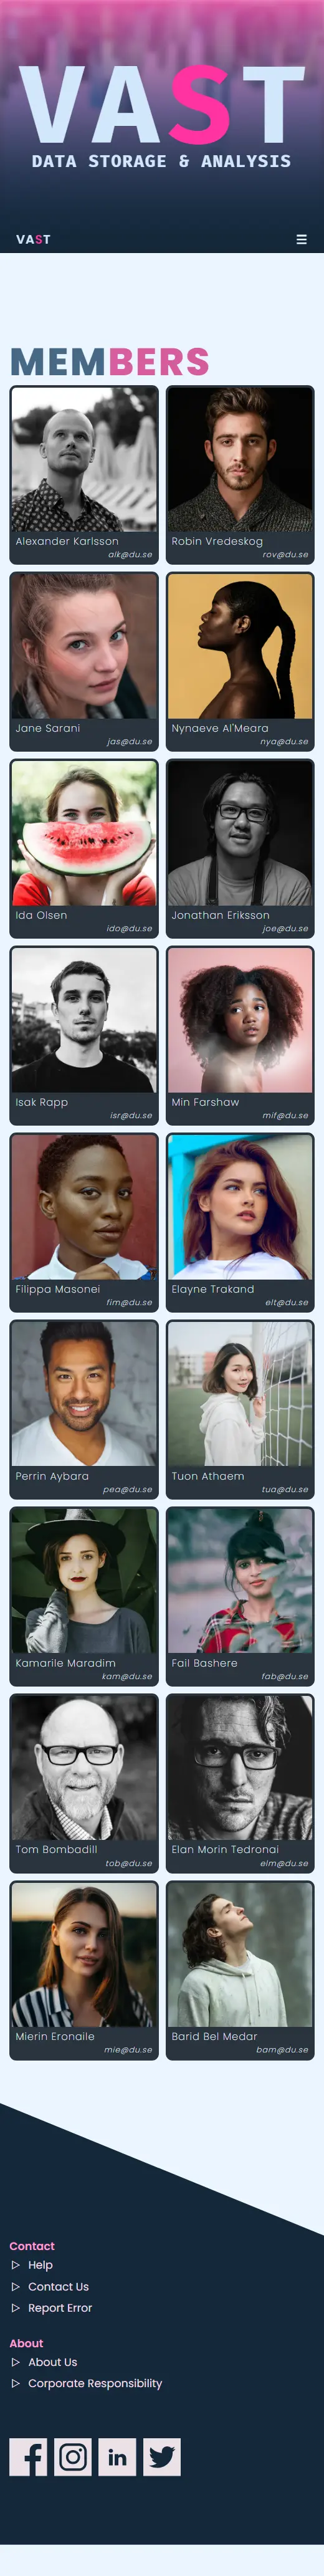 VAST
DATA STORAGE & ANALYSIS
VAST
MEMBERS
Alexander Karlsson
alk@du.se
Robin Vredeskog
rov@du.se
Jane Sarani
jas@du.se
Nynaeve Al'Meara
nya@du.se
Ida Olsen
ido@du.se
Jonathan Eriksson
joe@du.se
Isak Rapp
isr@du.se
Min Farshaw
mif@du.se
Filippa Masonei
fim@du.se
Elayne Trakand
elt@du.se
Perrin Aybara
pea@du.se
Tuon Athaem
tua@du.se
Kamarile Maradim
kam@du.se
Fail Bashere
fab@du.se
Tom Bombadill
tob@du.se
Elan Morin Tedronai
elm@du.se
Mierin Eronaile
mie@du.se
Barid Bel Medar
bam@du.se
Contact
Help
Contact Us
Report Error
About
About Us
Corporate Responsibility